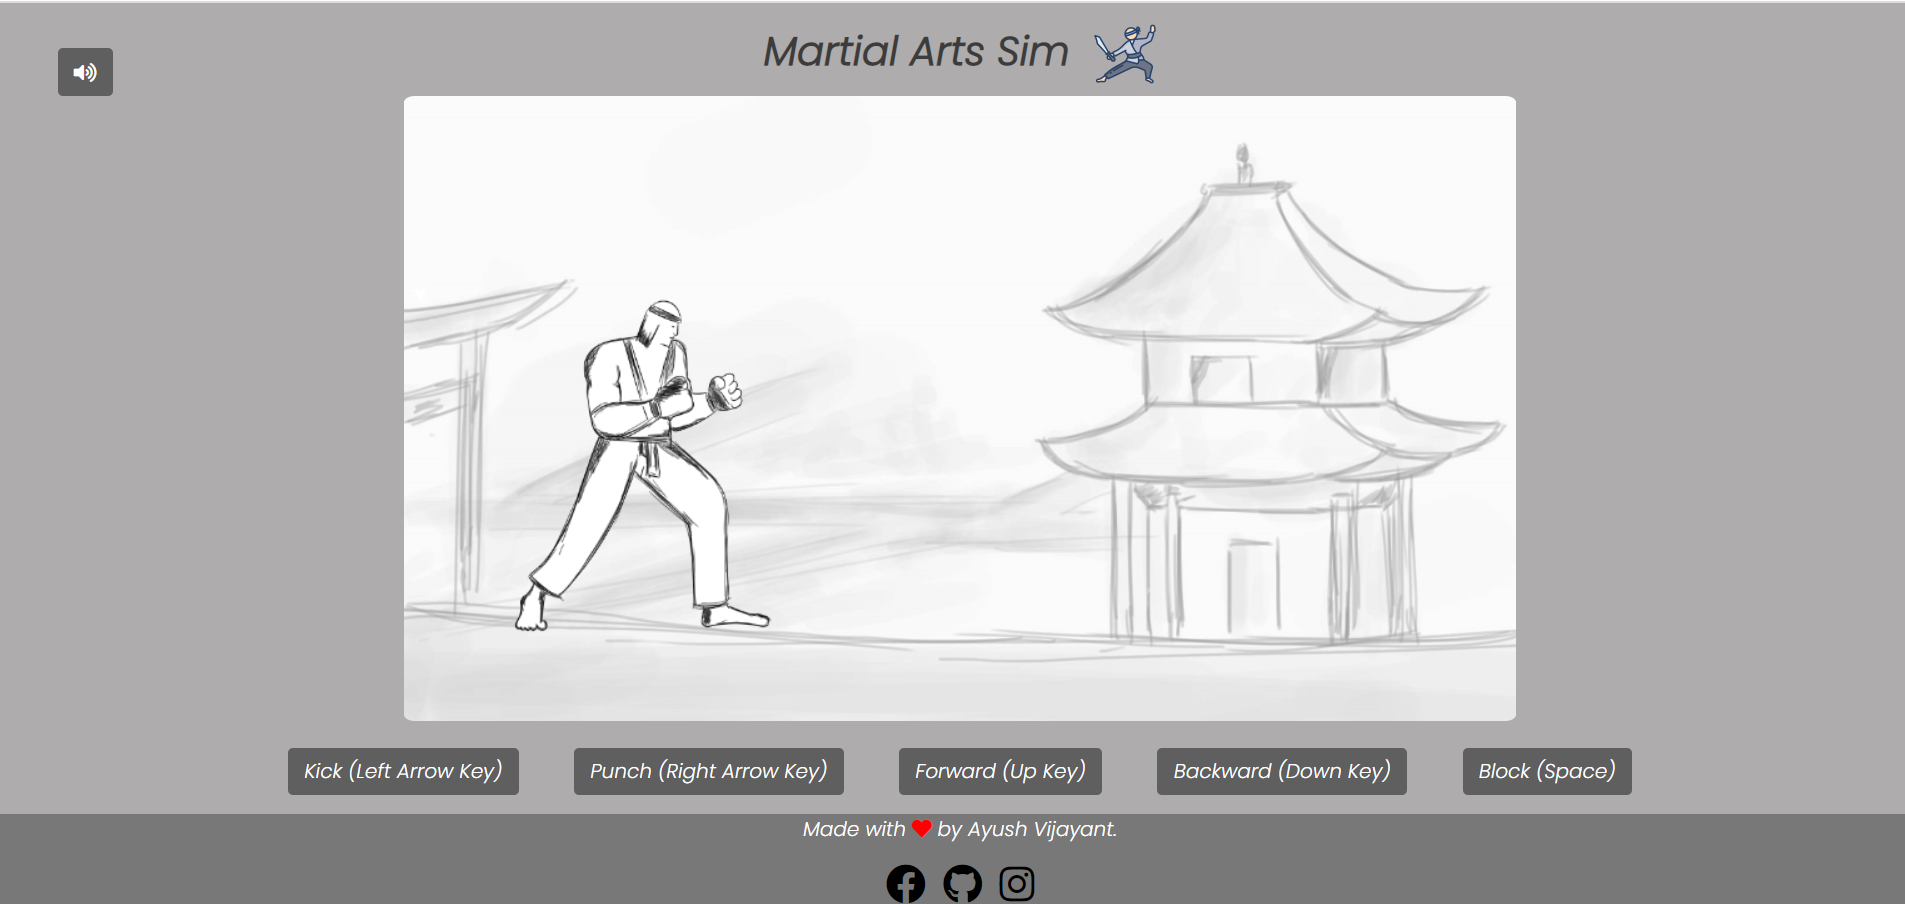 Martial Arts Sim
Kick (Left Arrow Key)
Punch (Right Arrow Key)
Forward (Up Key)
Backward (Down Key)
Block (Space)
Made with ❤ by Ayush Vijayant.